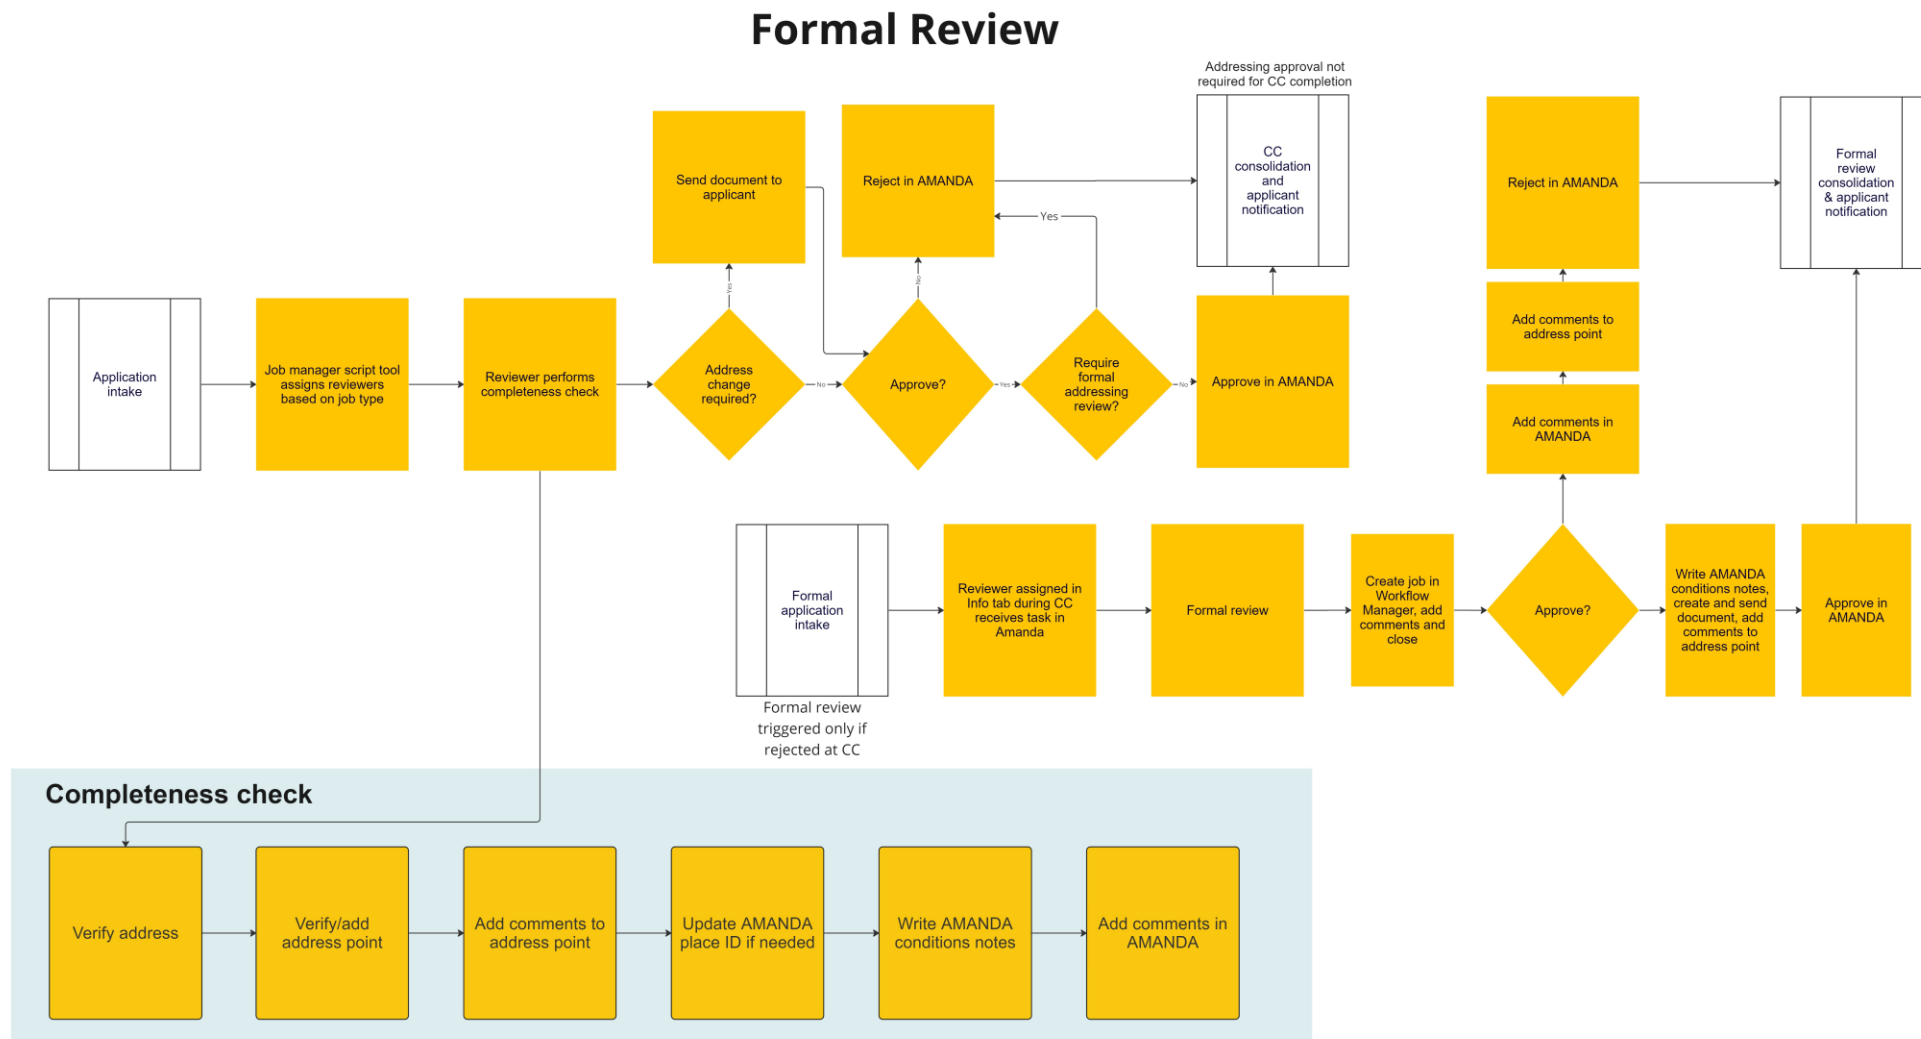 Formal Review
Addressing approval not
required for CC completion
Send document to
applicant
Reject in AMANDA
CC
consolidation
and
applicant
notification
Reject in AMANDA
Formal
review
consolidation
& applicant
notification
Yes
Yes
No
Application
intake
Job manager script tool
assigns reviewers
based on job type
Reviewer performs
completeness check
Address
change
required?
No
Approve?
Yes
Require
formal
addressing
review?
No
Approve in AMANDA
Add comments to
address point
Add comments in
AMANDA
Formal
application
intake
Reviewer assigned in
Info tab during CC
receives task in
Amanda
Formal review
Create job in
Workflow
Manager, add
comments and
close
Approve?
Write AMANDA
conditions notes,
create and send
document, add
comments to
address point
Approve in
AMANDA
Formal review
triggered only if
rejected at CC
Completeness check
Verify address
Verify/add
address point
Add comments to
address point
Update AMANDA
place ID if needed
Write AMANDA
conditions notes
Add comments in
AMANDA